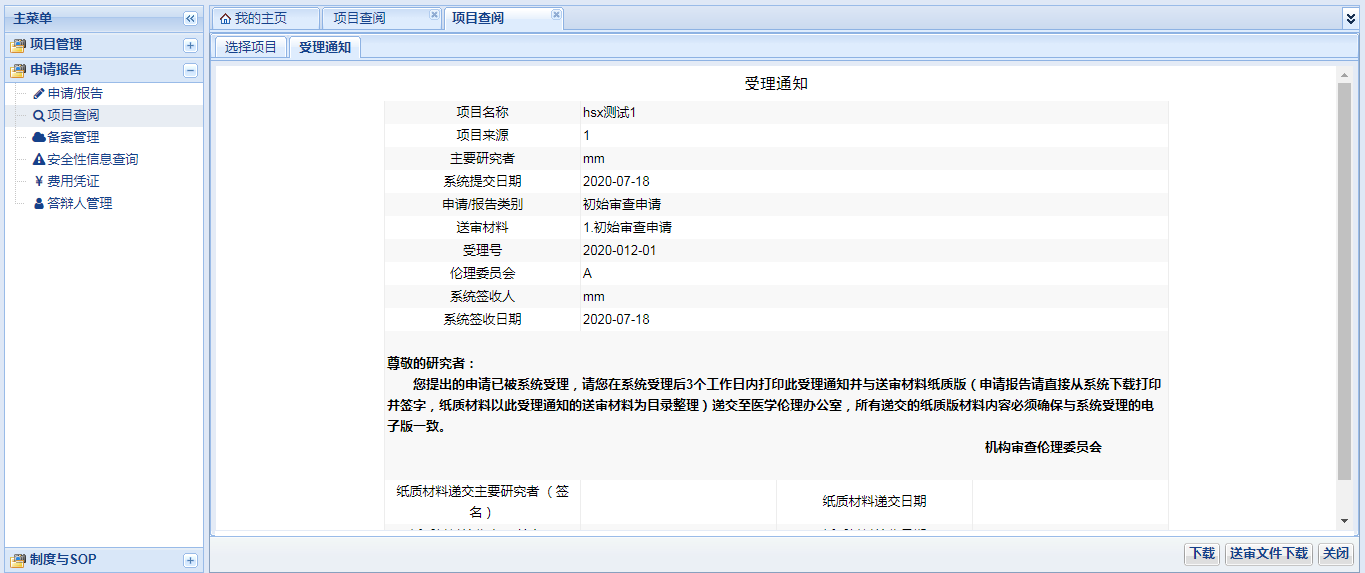 主菜单
项目管理
申请报告
申请/报告
项目查阅
备案管理
安全性信息查询
¥ 费用凭证
答辩人管理
制度与SOP
我的主页 项目查阅 项目查阅
选择项目 受理通知
受理通知
项目名称 hsx测试1
项目来源 1
主要研究者 mm
系统提交日期 2020-07-18
申请/报告类别 初始审查申请
送审材料 1.初始审查申请
受理号 2020-012-01
伦理委员会 A
系统签收人 mm
系统签收日期 2020-07-18
尊敬的研究者：
您提出的申请已被系统受理，请您在系统受理后3个工作日内打印此受理通知并与送审材料纸质版（申请报告请直接从系统下载打印
并签字，纸质材料以此受理通知的送审材料为目录整理）递交至医学伦理办公室，所有递交的纸质版材料内容必须确保与系统受理的电
子版一致。
机构审查伦理委员会
纸质材料递交主要研究者（签
名） 纸质材料递交日期
下载 送审文件下载 关闭